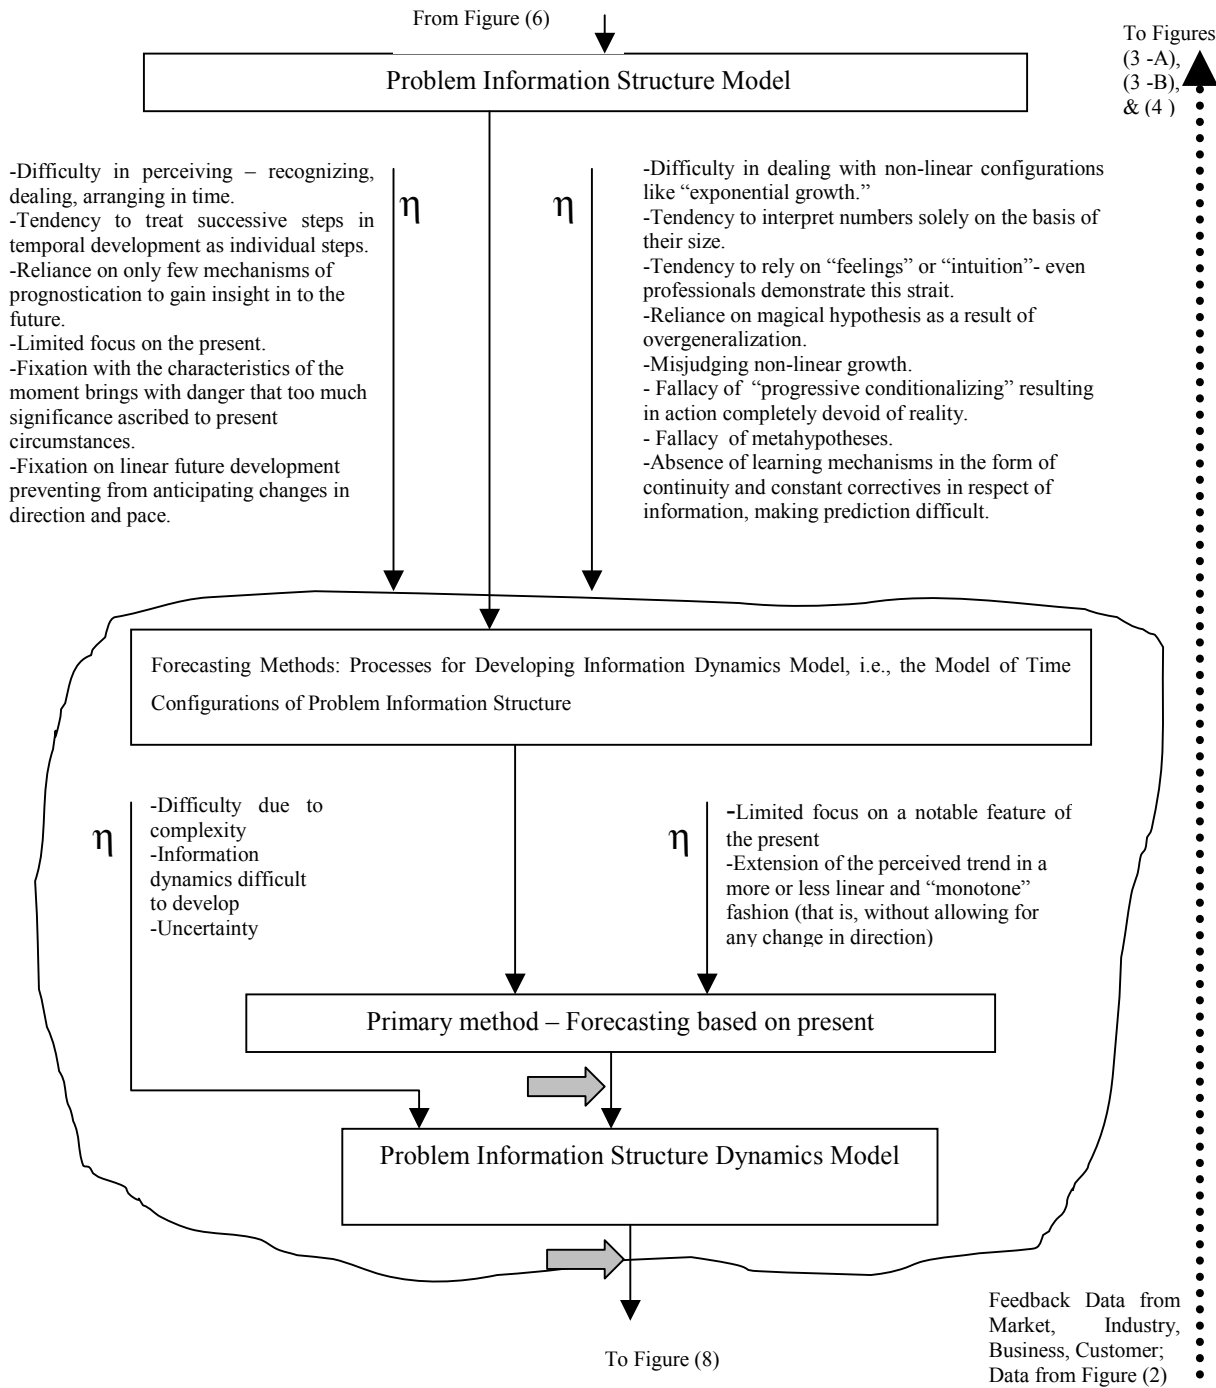 From Figure (6)
To Figures
(3 -A),
(3 -B),
& (4 )
Problem Information Structure Model
-Difficulty in perceiving – recognizing,
dealing, arranging in time.
-Tendency to treat successive steps in
temporal development as individual steps.
-Reliance on only few mechanisms of
prognostication to gain insight in to the
future.
-Limited focus on the present.
-Fixation with the characteristics of the
moment brings with danger that too much
significance ascribed to present
circumstances.
-Fixation on linear future development
preventing from anticipating changes in
direction and pace.
η
η
-Difficulty in dealing with non-linear configurations
like “exponential growth.”
-Tendency to interpret numbers solely on the basis of
their size.
-Tendency to rely on “feelings” or “intuition”- even
professionals demonstrate this strait.
-Reliance on magical hypothesis as a result of
overgeneralization.
-Misjudging non-linear growth.
- Fallacy of “progressive conditionalizing” resulting
in action completely devoid of reality.
- Fallacy of metahypotheses.
-Absence of learning mechanisms in the form of
continuity and constant correctives in respect of
information, making prediction difficult.
Forecasting Methods: Processes for Developing Information Dynamics Model, i.e., the Model of Time
Configurations of Problem Information Structure
η
-Difficulty due to
complexity
-Information
dynamics difficult
to develop
-Uncertainty
η
-Limited focus on a notable feature of
the present
-Extension of the perceived trend in a
more or less linear and “monotone”
fashion (that is, without allowing for
any change in direction)
Primary method – Forecasting based on present
Problem Information Structure Dynamics Model
To Figure (8)
Feedback Data from
Market, Industry,
Business, Customer;
Data from Figure (2)